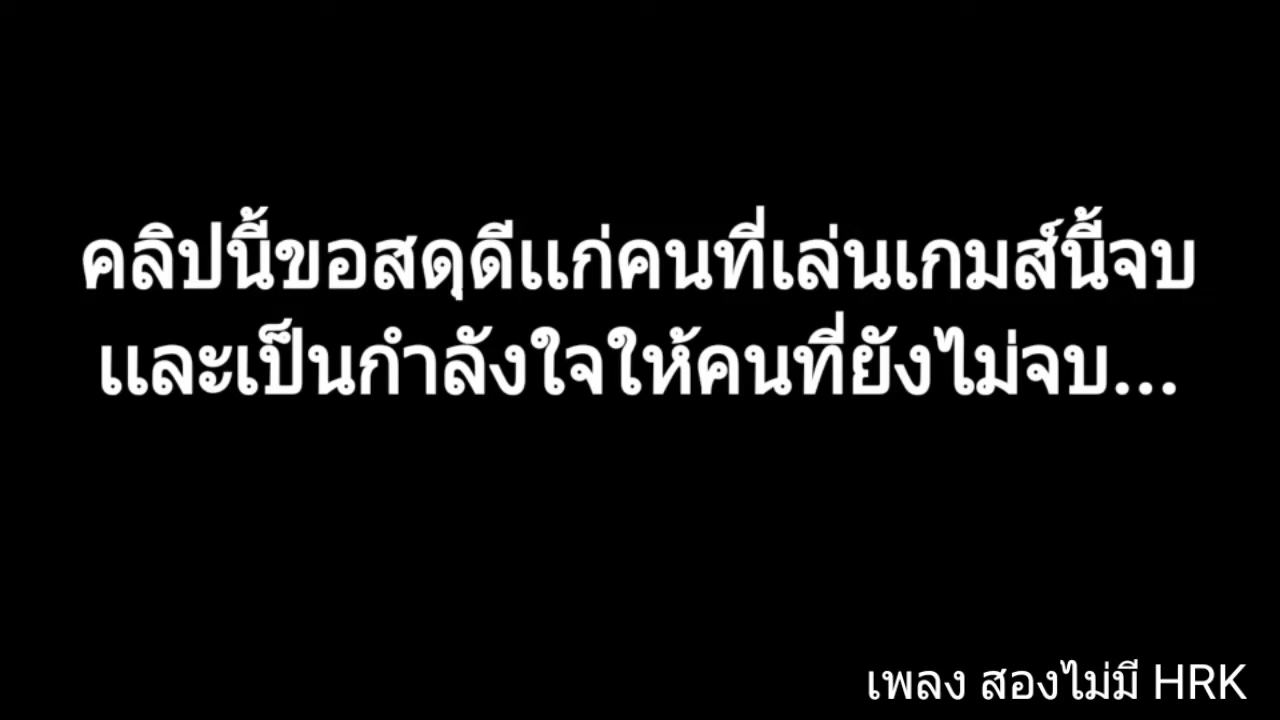 คลิปนี้ขอสดุดีแก่คนที่เล่นเกมส์นี้จบ
และเป็นกำลังใจให้คนที่ยังไม่จบ...
เพลง สองไม่มี HRK